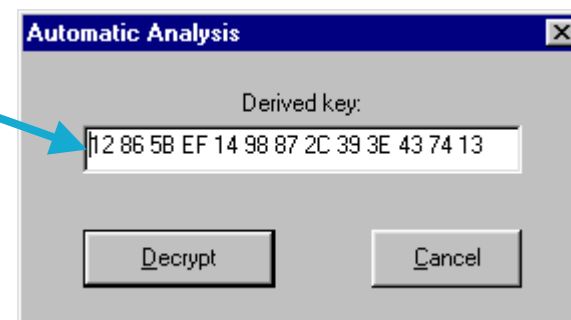 Automatic Analysis
Derived key:
12 86 5B EF 14 98 87 2C 39 3E 43 74 13
Decrypt
Cancel